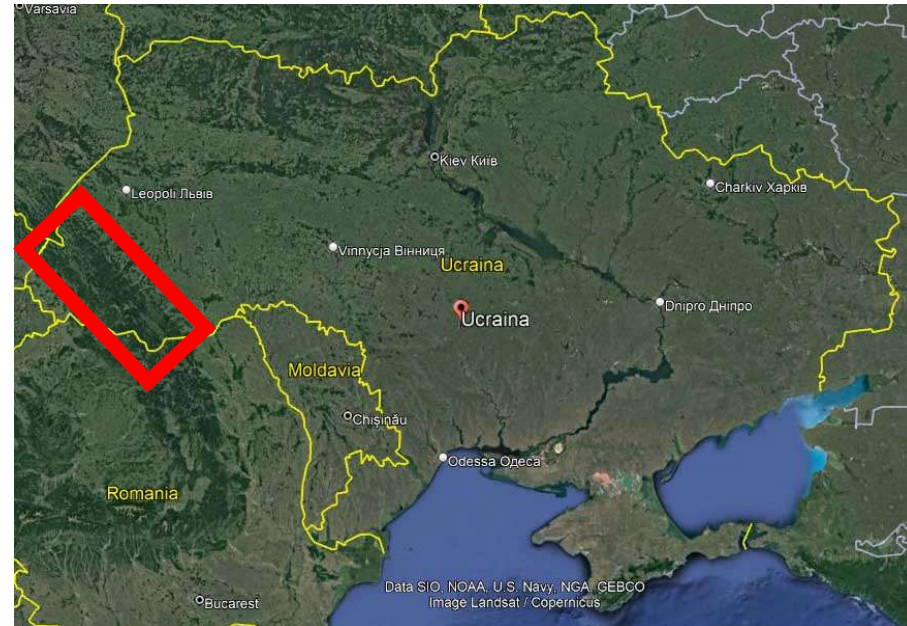 Varsavia
Kiev Київ
Leopoli Львів
Charkiv Харків
Vinnycja Вінниця
Ucraina
Dnipro Дніпро
Ucraina
Moldavia
Chișinău
Odessa Одеса
Romania
Data SIO, NOAA, U.S. Navy, NGA, GEBCO
Image Landsat / Copernicus
Bucarest